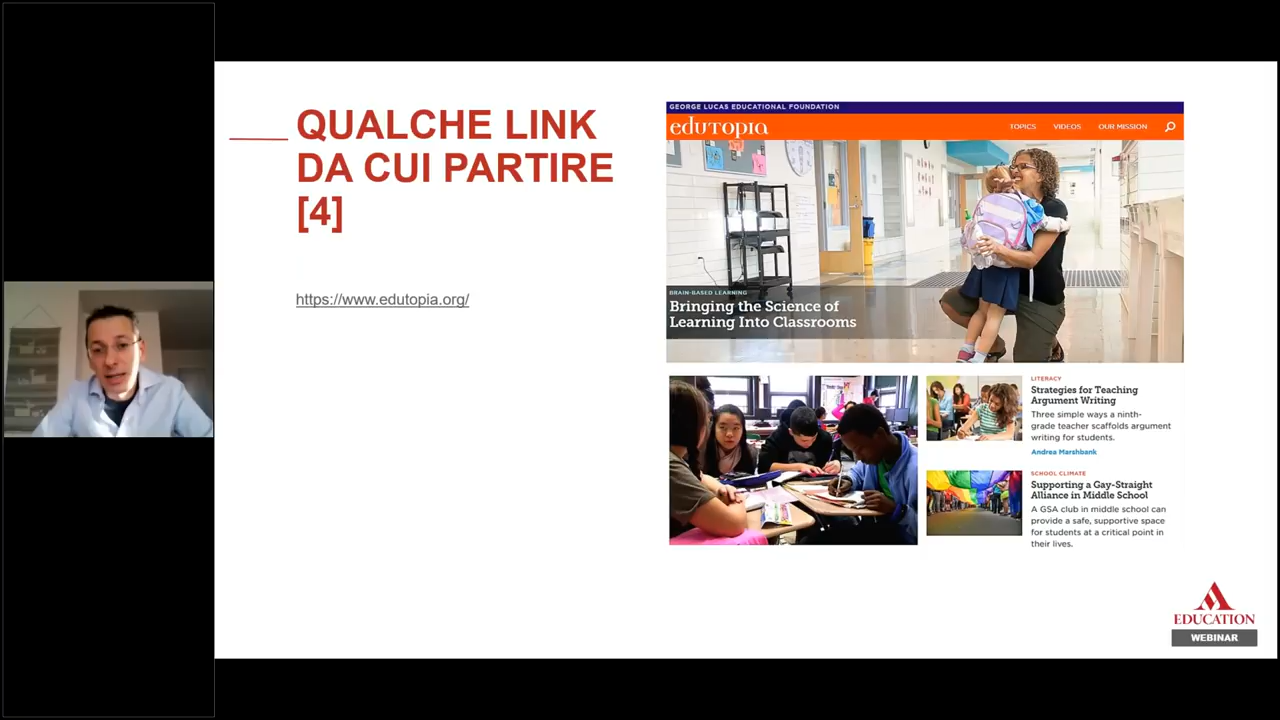 QUALCHE LINK
DA CUI PARTIRE
[4]
https://www.edutopia.org/
GEORGE LUCAS EDUCATIONAL FOUNDATION
edutopia
TOPICS VIDEOS OUR MISSION
BRAIN-BASED LEARNING
Bringing the Science of
Learning Into Classrooms
LITERACY
Strategies for Teaching
Argument Writing
Three simple ways a ninth-
grade teacher scaffolds argument
writing for students.
Andrea Marshbank
SCHOOL CLIMATE
Supporting a Gay-Straight
Alliance in Middle School
A GSA club in middle school can
provide a safe, supportive space
for students at a critical point in
their lives.
EDUCATION
WEBINAR